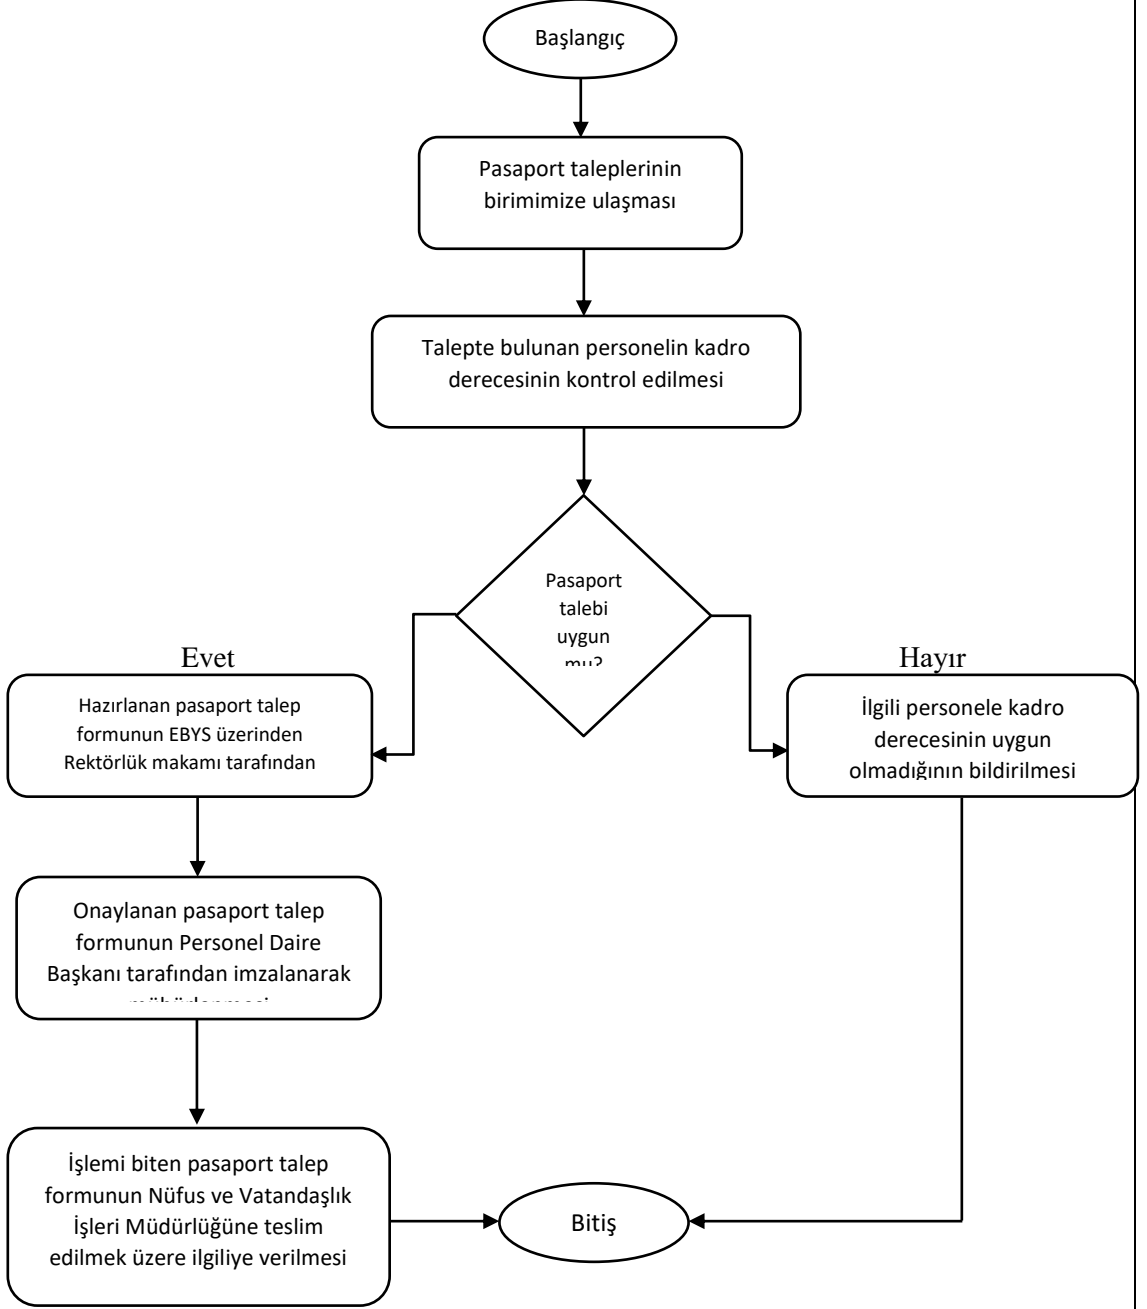 Başlangıç
Pasaport taleplerinin
birimimize ulaşması
Talepte bulunan personelin kadro
derecesinin kontrol edilmesi
Pasaport
talebi
uygun
mu?
Evet
Hayır
Hazırlanan pasaport talep
formunun EBYS üzerinden
Rektörlük makamı tarafından
İlgili personele kadro
derecesinin uygun
olmadığının bildirilmesi
Onaylanan pasaport talep
formunun Personel Daire
Başkanı tarafından imzalanarak
İşlemi biten pasaport talep
formunun Nüfus ve Vatandaşlık
İşleri Müdürlüğüne teslim
edilmek üzere ilgiliye verilmesi
Bitiş